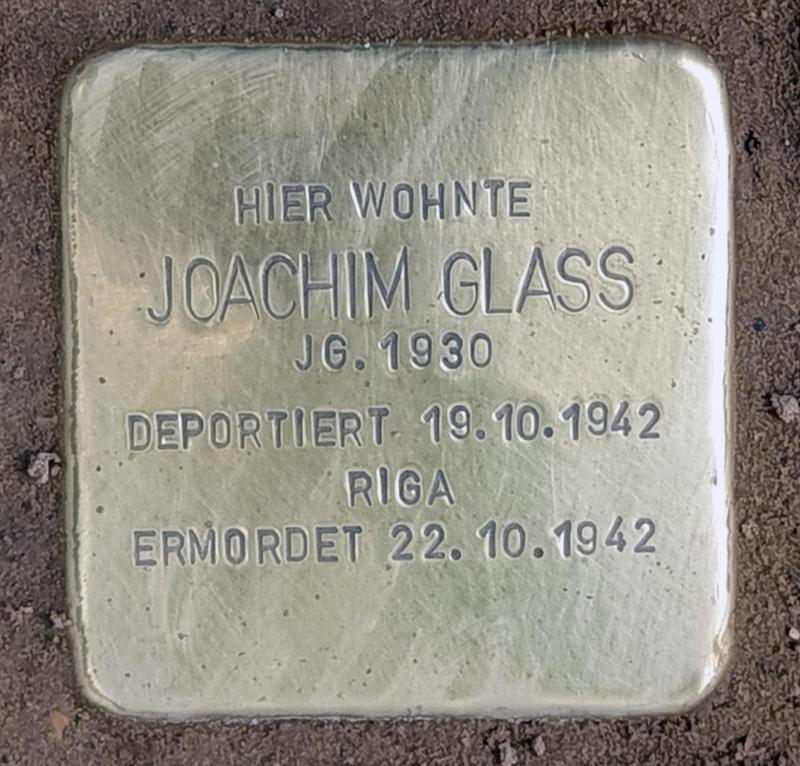 HIER WOHNTE
JOACHIM GLASS
JG. 1930
DEPORTIERT 19.10.1942
RIGA
ERMORDET 22.10.1942